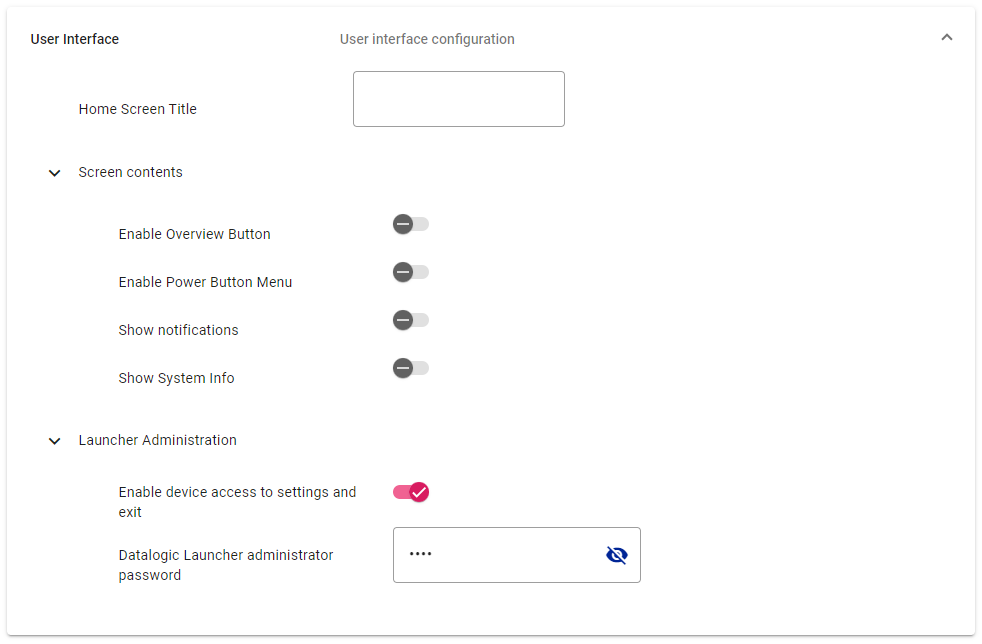 User Interface
User interface configuration
Home Screen Title
Screen contents
Enable Overview Button
Enable Power Button Menu
Show notifications
Show System Info
Launcher Administration
Enable device access to settings and
exit
Datalogic Launcher administrator
password
••••